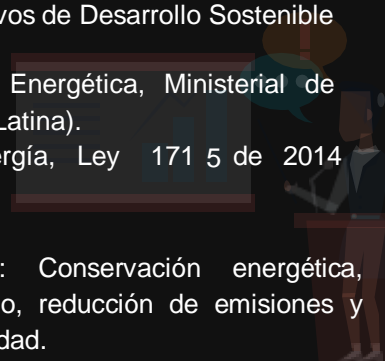 vos de Desarrollo Sostenible
Energética, Ministerial de
Latina).
ergía, Ley 171 5 de 2014
: Conservación energética,
o, reducción de emisiones y
dad.